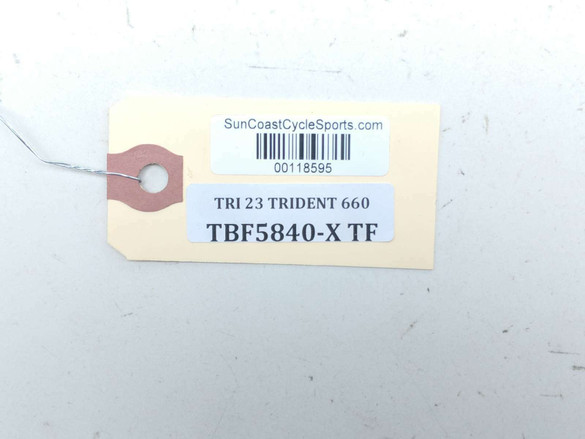 SunCoastCycleSports.com
00118595
TRI 23 TRIDENT 660
TBF5840-X TF